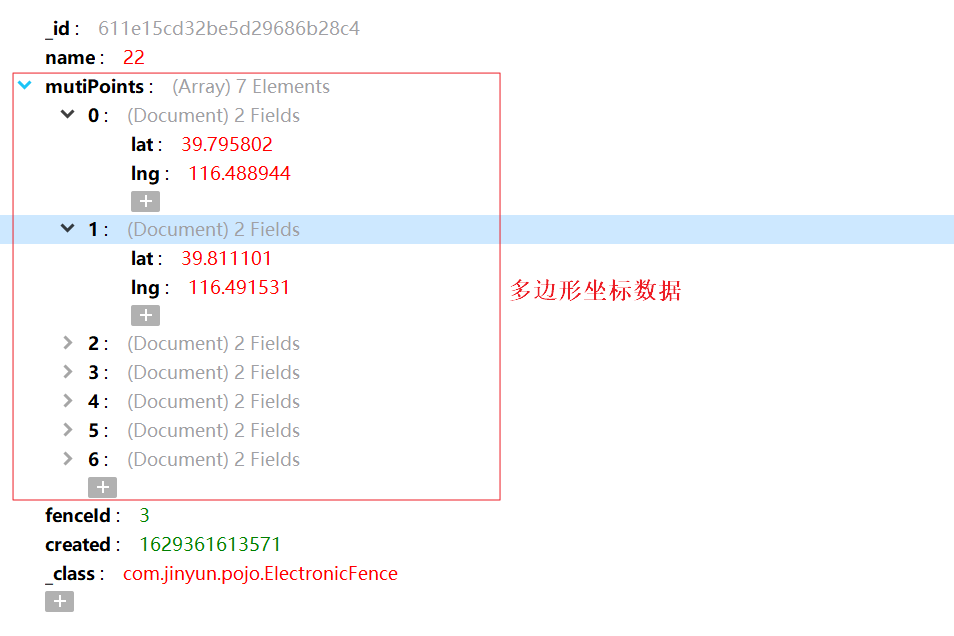 _id : 611e15cd32be5d29686b28c4
name : 22
mutiPoints : (Array) 7 Elements
0 : (Document) 2 Fields
lat : 39.795802
lng : 116.488944
1 : (Document) 2 Fields
lat : 39.811101
lng : 116.491531
多边形坐标数据
2 : (Document) 2 Fields
3 : (Document) 2 Fields
4 : (Document) 2 Fields
5 : (Document) 2 Fields
6 : (Document) 2 Fields
fenceId : 3
created : 1629361613571
_class : com.jinyun.pojo.ElectronicFence